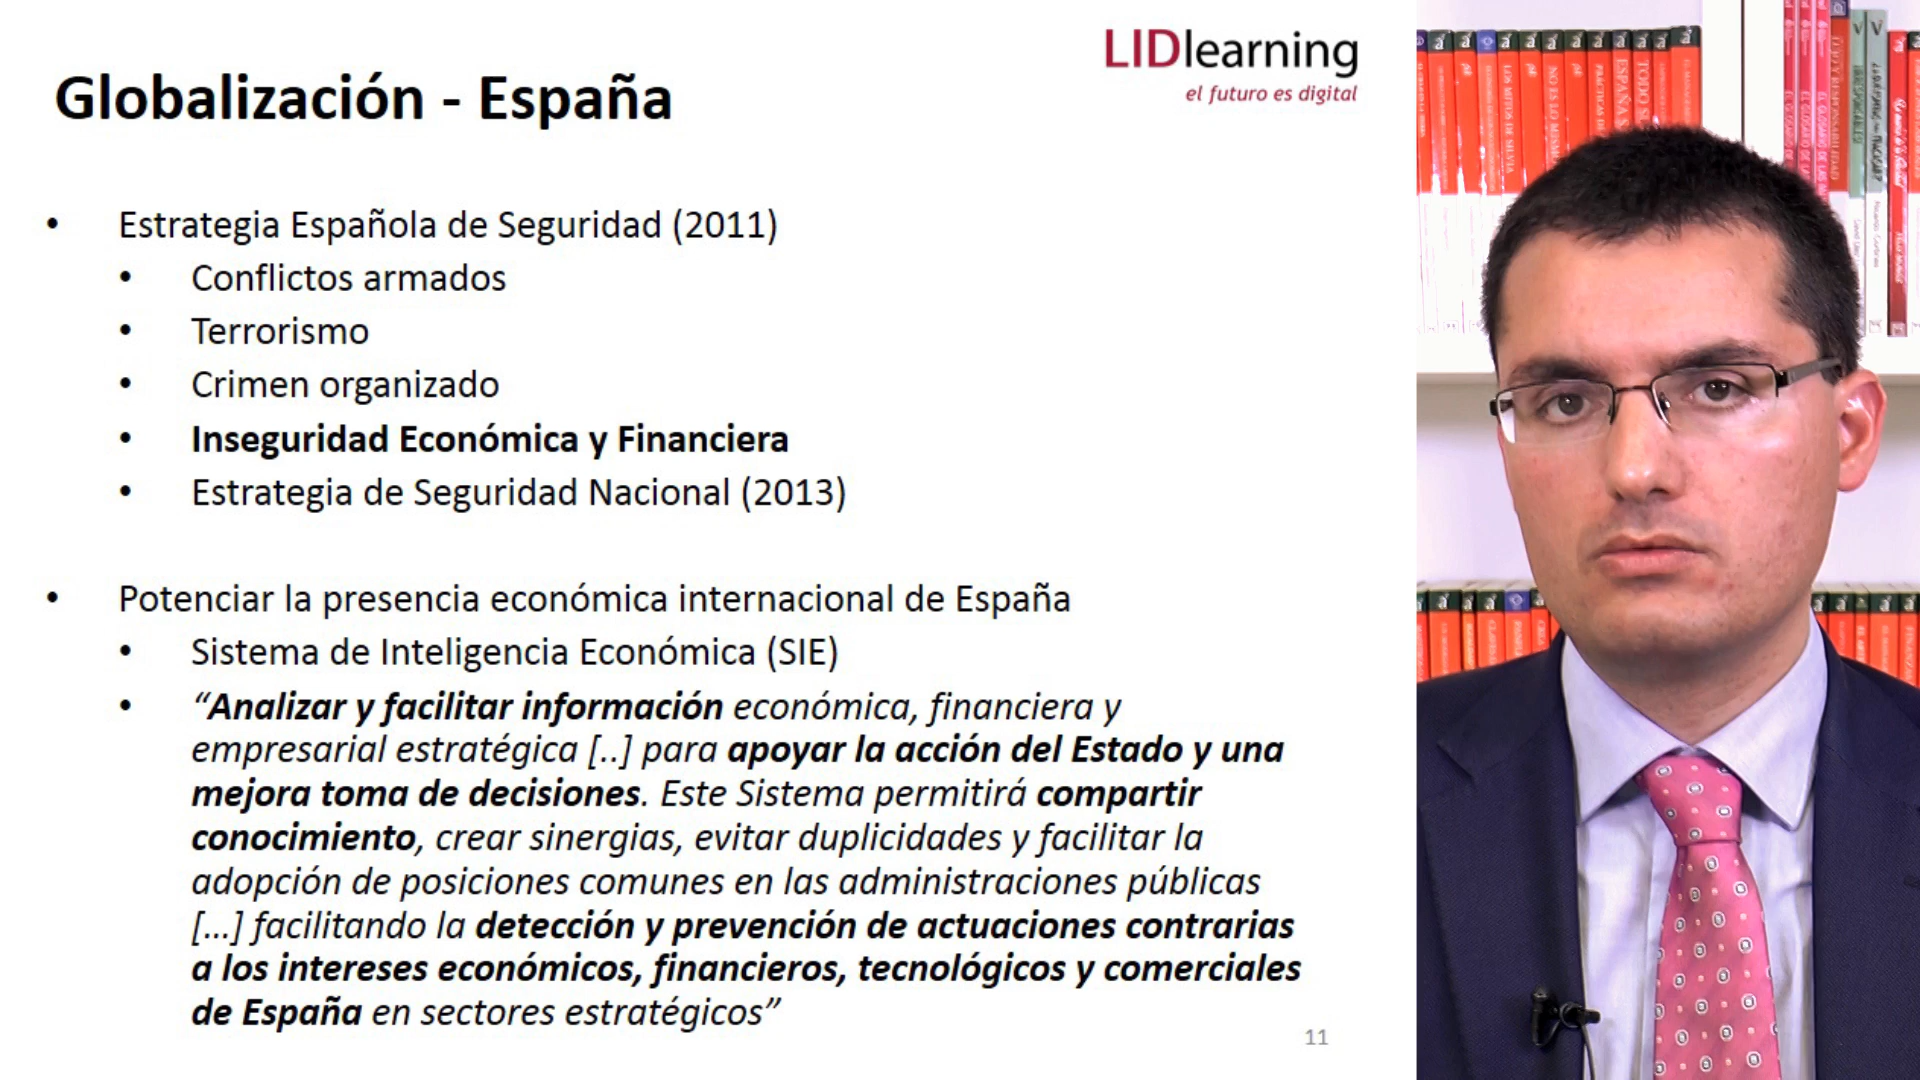 LIDlearning
el futuro es digital
Globalización - España
• Estrategia Española de Seguridad (2011)
• Conflictos armados
• Terrorismo
• Crimen organizado
• Inseguridad Económica y Financiera
• Estrategia de Seguridad Nacional (2013)
• Potenciar la presencia económica internacional de España
• Sistema de Inteligencia Económica (SIE)
• “Analizar y facilitar información económica, financiera y
empresarial estratégica [..] para apoyar la acción del Estado y una
mejora toma de decisiones. Este Sistema permitirá compartir
conocimiento, crear sinergias, evitar duplicidades y facilitar la
adopción de posiciones comunes en las administraciones públicas
[...] facilitando la detección y prevención de actuaciones contrarias
a los intereses económicos, financieros, tecnológicos y comerciales
de España en sectores estratégicos”
11
LOS MITOS DE SILVIA